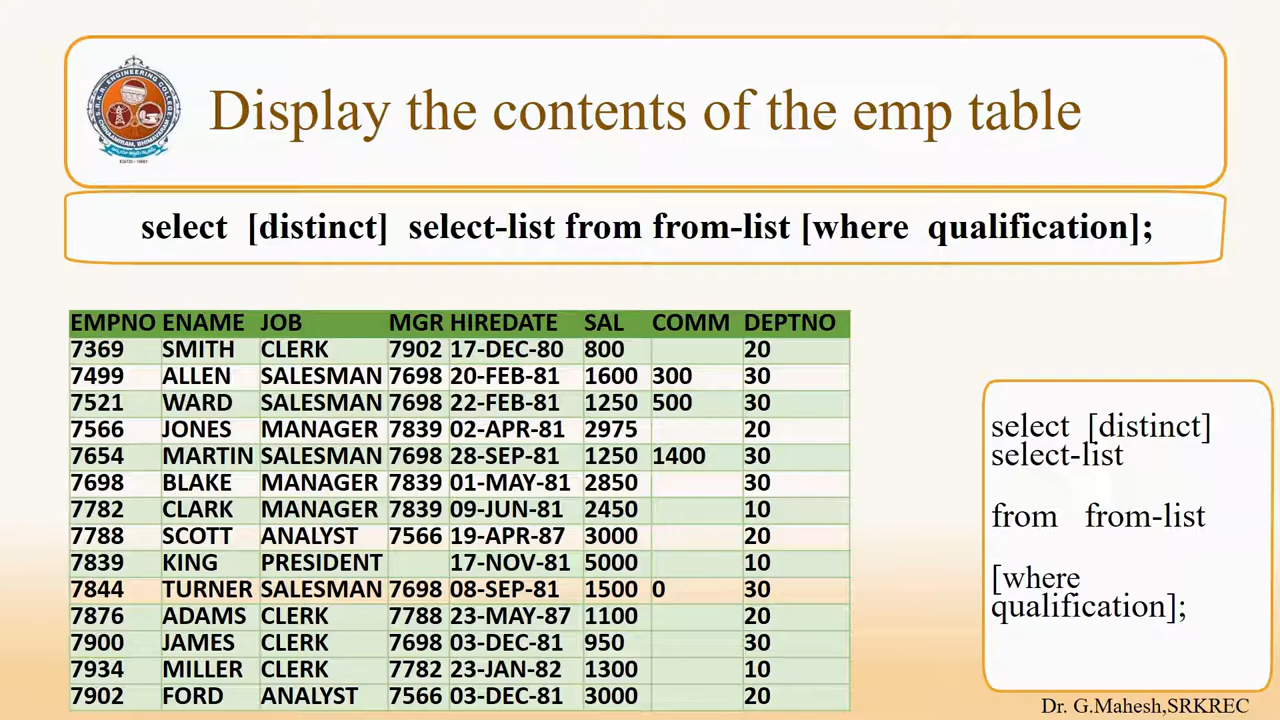 S.R.K.R. ENGINEERING COLLEGE
Display the contents of the emp table
select [distinct] select-list from from-list [where qualification];
EMPNO ENAME JOB MGR HIREDATE SAL COMM DEPTNO
7369 SMITH CLERK 7902 17-DEC-80 800 20
7499 ALLEN SALESMAN 7698 20-FEB-81 1600 300 30
7521 WARD SALESMAN 7698 22-FEB-81 1250 500 30
7566 JONES MANAGER 7839 02-APR-81 2975 20
7654 MARTIN SALESMAN 7698 28-SEP-81 1250 1400 30
7698 BLAKE MANAGER 7839 01-MAY-81 2850 30
7782 CLARK MANAGER 7839 09-JUN-81 2450 10
7788 SCOTT ANALYST 7566 19-APR-87 3000 20
7839 KING PRESIDENT 17-NOV-81 5000 10
7844 TURNER SALESMAN 7698 08-SEP-81 1500 0 30
7876 ADAMS CLERK 7788 23-MAY-87 1100 20
7900 JAMES CLERK 7698 03-DEC-81 950 30
7934 MILLER CLERK 7782 23-JAN-82 1300 10
7902 FORD ANALYST 7566 03-DEC-81 3000 20
select [distinct]
select-list
from from-list
[where
qualification];
Dr. G.Mahesh,SRKREC